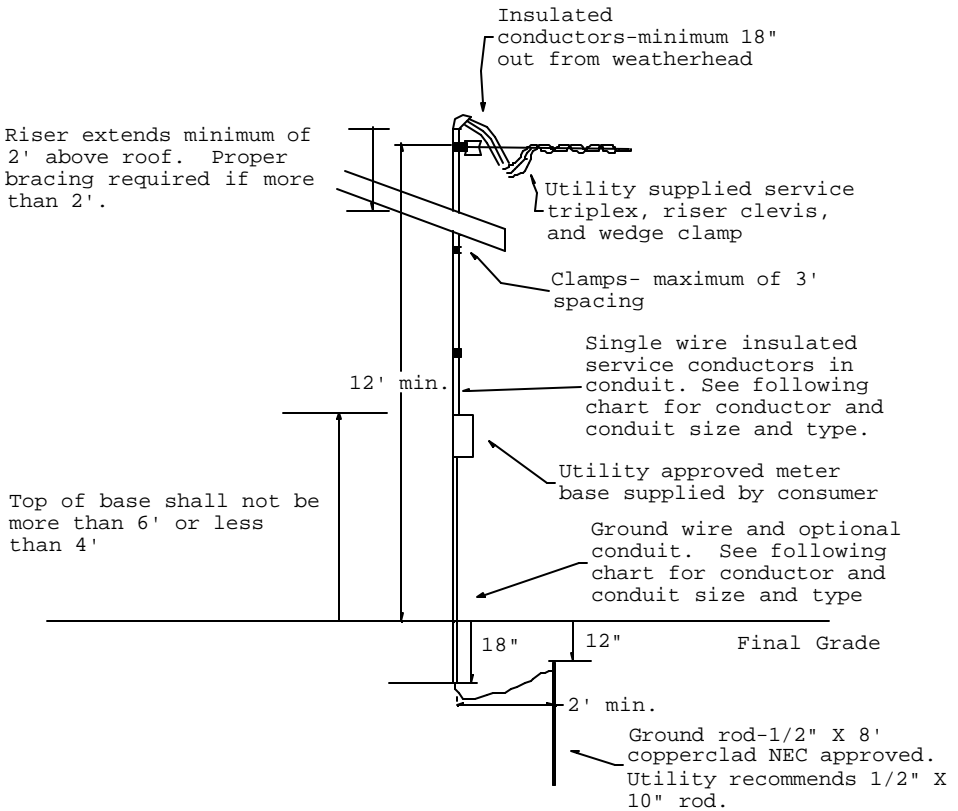 Insulated
conductors-minimum 18"
out from weatherhead
Riser extends minimum of
2' above roof.  Proper
bracing required if more
than 2'.
Utility supplied service
triplex, riser clevis,
and wedge clamp
Clamps- maximum of 3'
spacing
Single wire insulated
service conductors in
conduit. See following
chart for conductor and
conduit size and type.
12' min.
Utility approved meter
base supplied by consumer
Top of base shall not be
more than 6' or less
than 4'
Ground wire and optional
conduit.  See following
chart for conductor and
conduit size and type
18"
12"
Final Grade
2' min.
Ground rod-1/2" X 8'
copperclad NEC approved.
Utility recommends 1/2" X
10" rod.